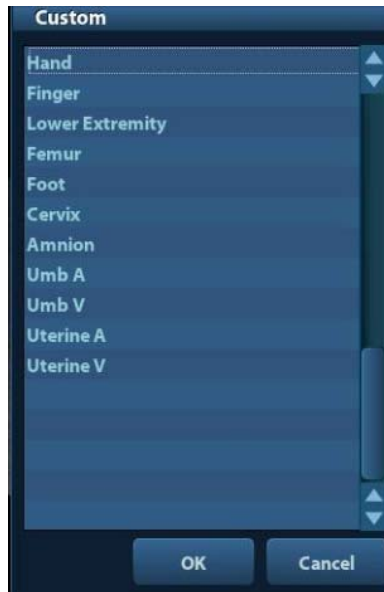 Custom
Hand
Finger
Lower Extremity
Femur
Foot
Cervix
Amnion
Umb A
Umb V
Uterine A
Uterine V
OK
Cancel